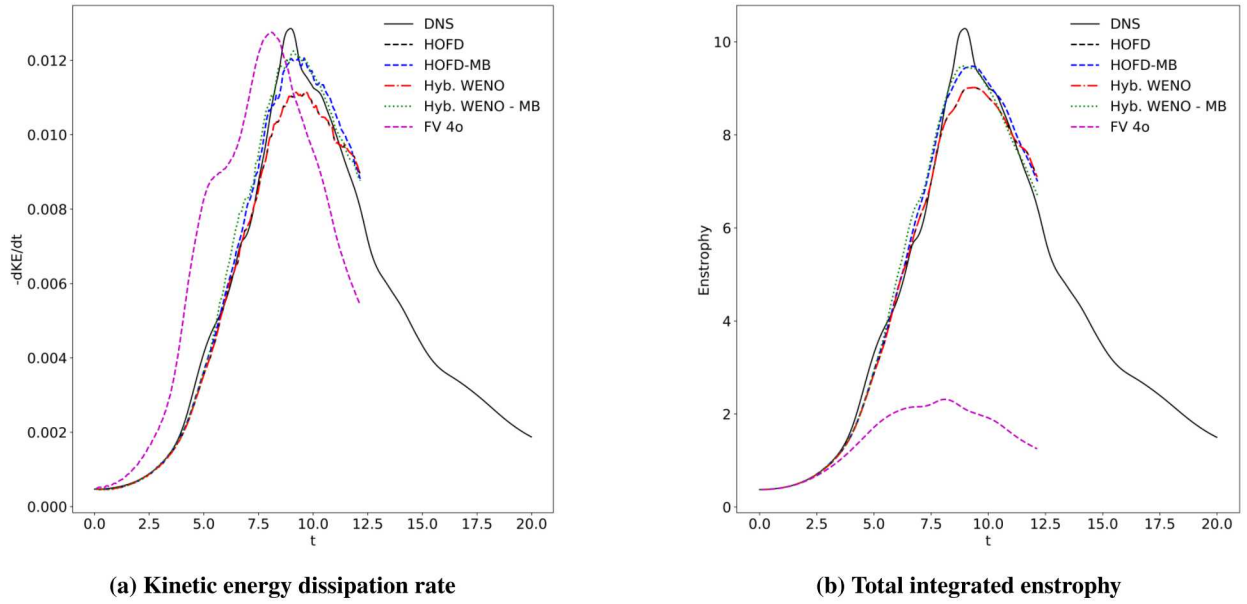 DNS
HOFD
HOFD-MB
Hyb. WENO
Hyb. WENO - MB
FV 4o
0.012
0.010
0.008
0.006
0.004
0.002
0.000
-dKE/dt
0.0 2.5 5.0 7.5 10.0 12.5 15.0 17.5 20.0
t
(a) Kinetic energy dissipation rate
DNS
HOFD
HOFD-MB
Hyb. WENO
Hyb. WENO - MB
FV 4o
10
8
6
4
2
0
Enstrophy
0.0 2.5 5.0 7.5 10.0 12.5 15.0 17.5 20.0
t
(b) Total integrated enstrophy